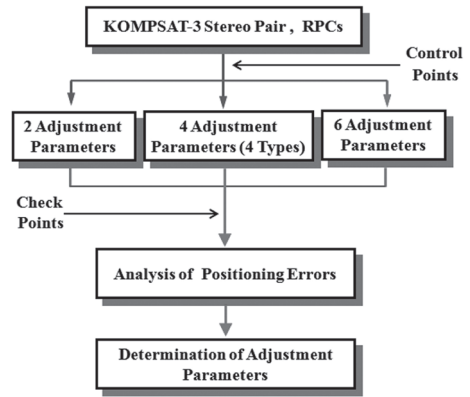 KOMPSAT-3 Stereo Pair , RPCs
Control
Points
2 Adjustment
Parameters
4 Adjustment
Parameters (4 Types)
6 Adjustment
Parameters
Check
Points
Analysis of Positioning Errors
Determination of Adjustment
Parameters